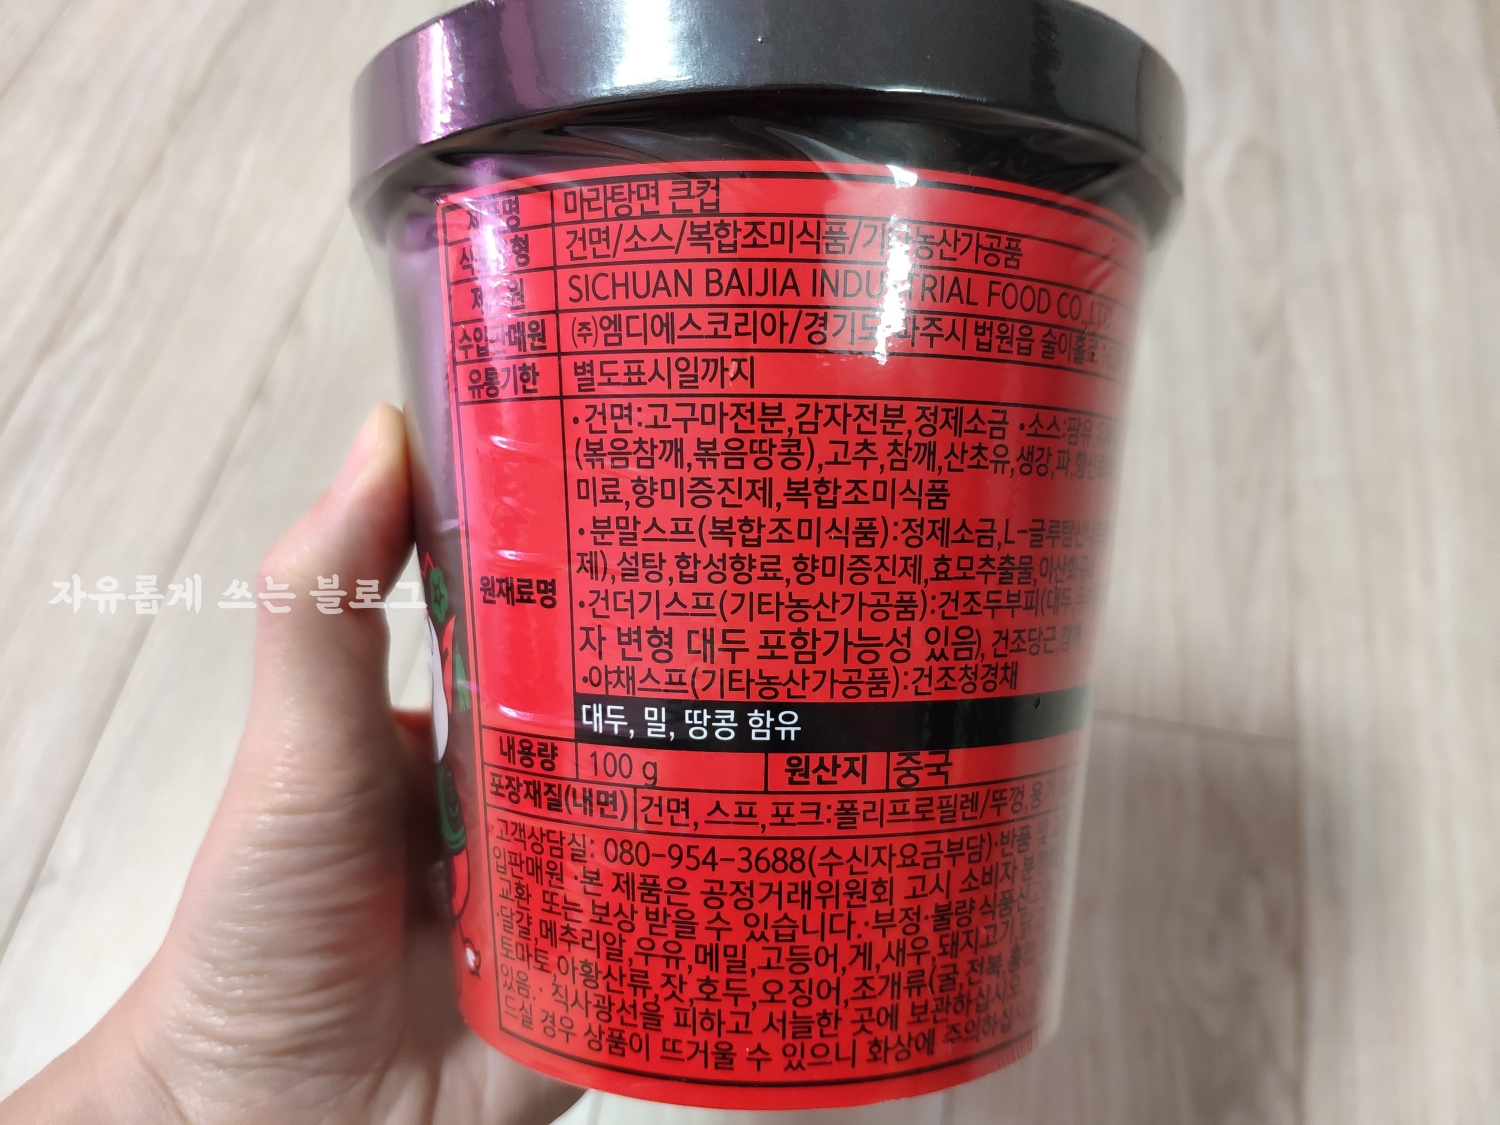 마라탕면 큰컵
건면/소스/복합조미식품/기타농산가공품
SICHUAN BAIJIA INDUSTRIAL FOOD CO.,LTD
수입판매원 ㈜엠디에스코리아/경기도 파주시 법원읍 술이홀로
유통기한 별도표시일까지
•건면:고구마전분,감자전분,정제소금 •소스:팜유,
(볶음참깨,볶음땅콩),고추,참깨,산초유,생강,파,
미료,향미증진제,복합조미식품
•분말스프(복합조미식품):정제소금,L-글루탐산
원재료명 제),설탕,합성향료,향미증진제,효모추출물,
•건더기스프(기타농산가공품):건조두부피(대두,
자 변형 대두 포함가능성 있음), 건조당근,
•야채스프(기타농산가공품):건조청경채
대두, 밀, 땅콩 함유
내용량 100 g 원산지 중국
포장재질(내면) 건면, 스프,포크:폴리프로필렌/뚜껑,용기
·고객상담실: 080-954-3688(수신자요금부담)·반품 및
입판매원 ·본 제품은 공정거래위원회 고시 소비자
교환 또는 보상 받을 수 있습니다.·부정·불량 식품신
·달걀,메추리알,우유,메밀,고등어,게,새우,돼지고기,
토마토,아황산류,잣,호두,오징어,조개류(굴,전복,
있음.·직사광선을 피하고 서늘한 곳에 보관하십시오
드실 경우 상품이 뜨거울 수 있으니 화상에
자유롭게 쓰는 블로그